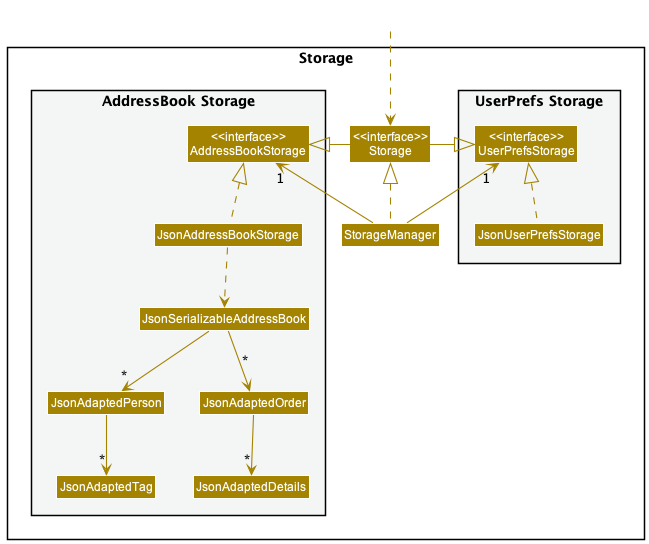 Storage
AddressBook Storage
UserPrefs Storage
<<interface>>
AddressBookStorage
<<interface>>
Storage
<<interface>>
UserPrefsStorage
1
1
JsonAddressBookStorage
StorageManager
JsonUserPrefsStorage
JsonSerializableAddressBook
*
*
JsonAdaptedPerson
JsonAdaptedOrder
*
*
JsonAdaptedTag
JsonAdaptedDetails